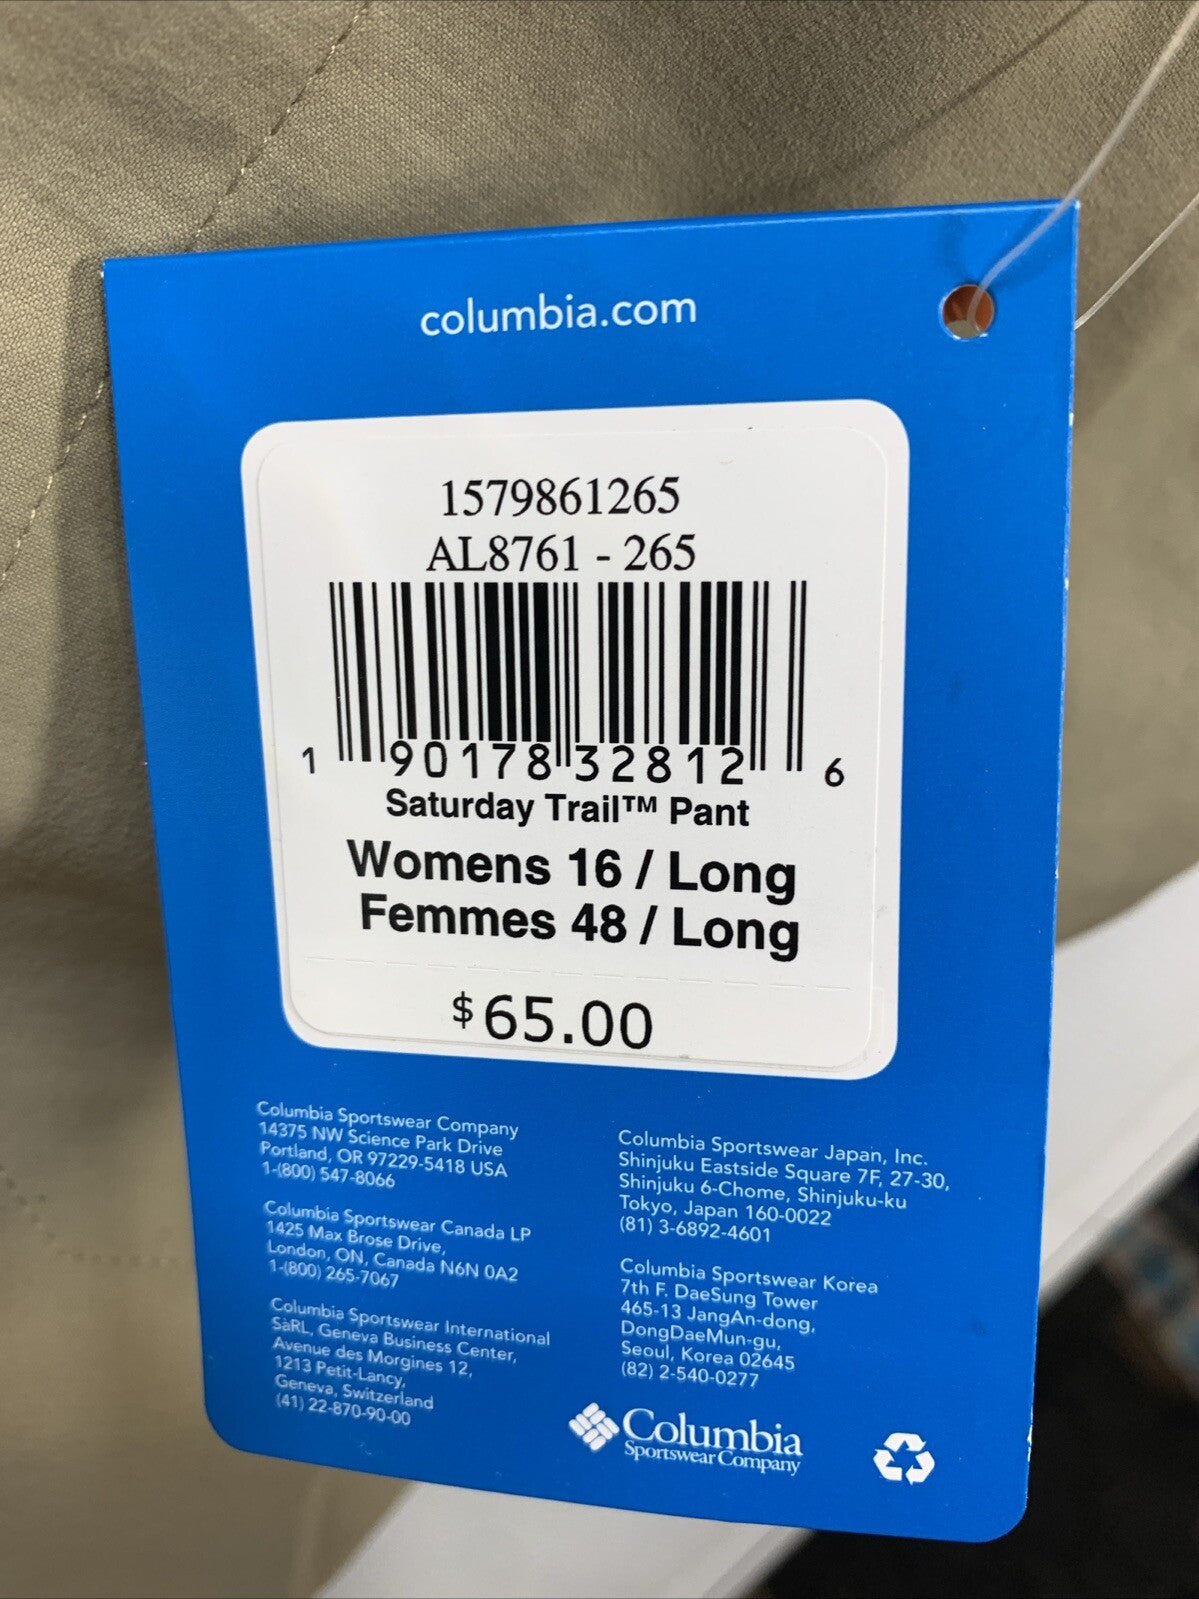 columbia.com
1579861265
AL8761 - 265
1 90178 32812 6
Saturday Trail™ Pant
Womens 16 / Long
Femmes 48 / Long
$65.00
Columbia Sportswear Company
14375 NW Science Park Drive
Portland, OR 97229-5418 USA
1-(800) 547-8066
Columbia Sportswear Canada LP
1425 Max Brose Drive,
London, ON, Canada N6N 0A2
1-(800) 265-7067
Columbia Sportswear International
SàRL, Geneva Business Center,
Avenue des Morgines 12,
1213 Petit-Lancy,
Geneva, Switzerland
(41) 22-870-90-00
Columbia Sportswear Japan, Inc.
Shinjuku Eastside Square 7F, 27-30,
Shinjuku 6-Chome, Shinjuku-ku
Tokyo, Japan 160-0022
(81) 3-6892-4601
Columbia Sportswear Korea
7th F. DaeSung Tower
465-13 JangAn-dong,
DongDaeMun-gu,
Seoul, Korea 02645
(82) 2-540-0277
Columbia
Sportswear Company